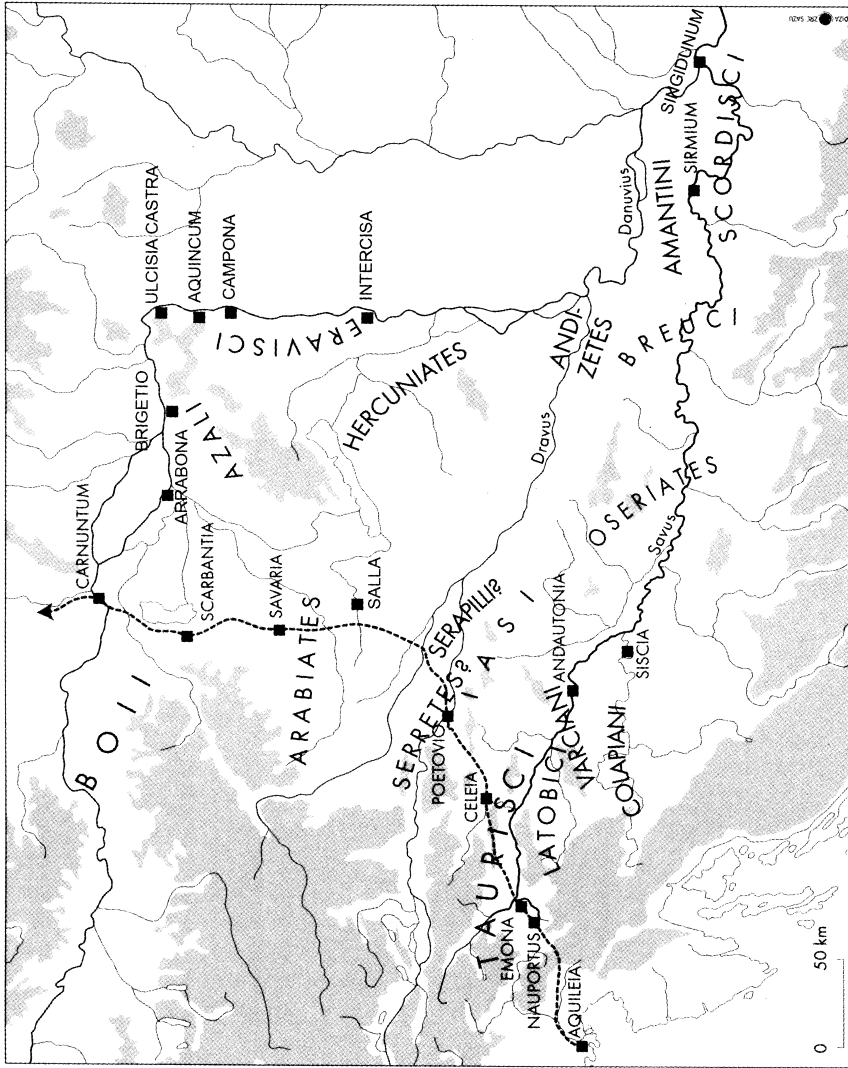 CARNUNTUM
BRIGETIO
ULCISIA CASTRA
AQUINCUM
CAMPONA
BOII
ARRABONA
AZALI
ERAVISCI
SCARBANTIA
SAVARIA
ARABIATES
SALLA
INTERCISA
HERCUNIATES
SERRETES?
SERAPILLI?
POETOVIO
IASI
Dravus
ANDI-
ZETES
Danuvius
CELEIA
TAURISCI
EMONA
NAUPORTUS
AQUILEIA
LATOBICI
VARCIANI
ANDAUTONIA
COLAPIANI
SISCIA
OSERIATES
Savus
BREUCI
AMANTINI
SIRMIUM
SCORDISCI
SINGIDUNUM
0 50 km
ZRC SAZU